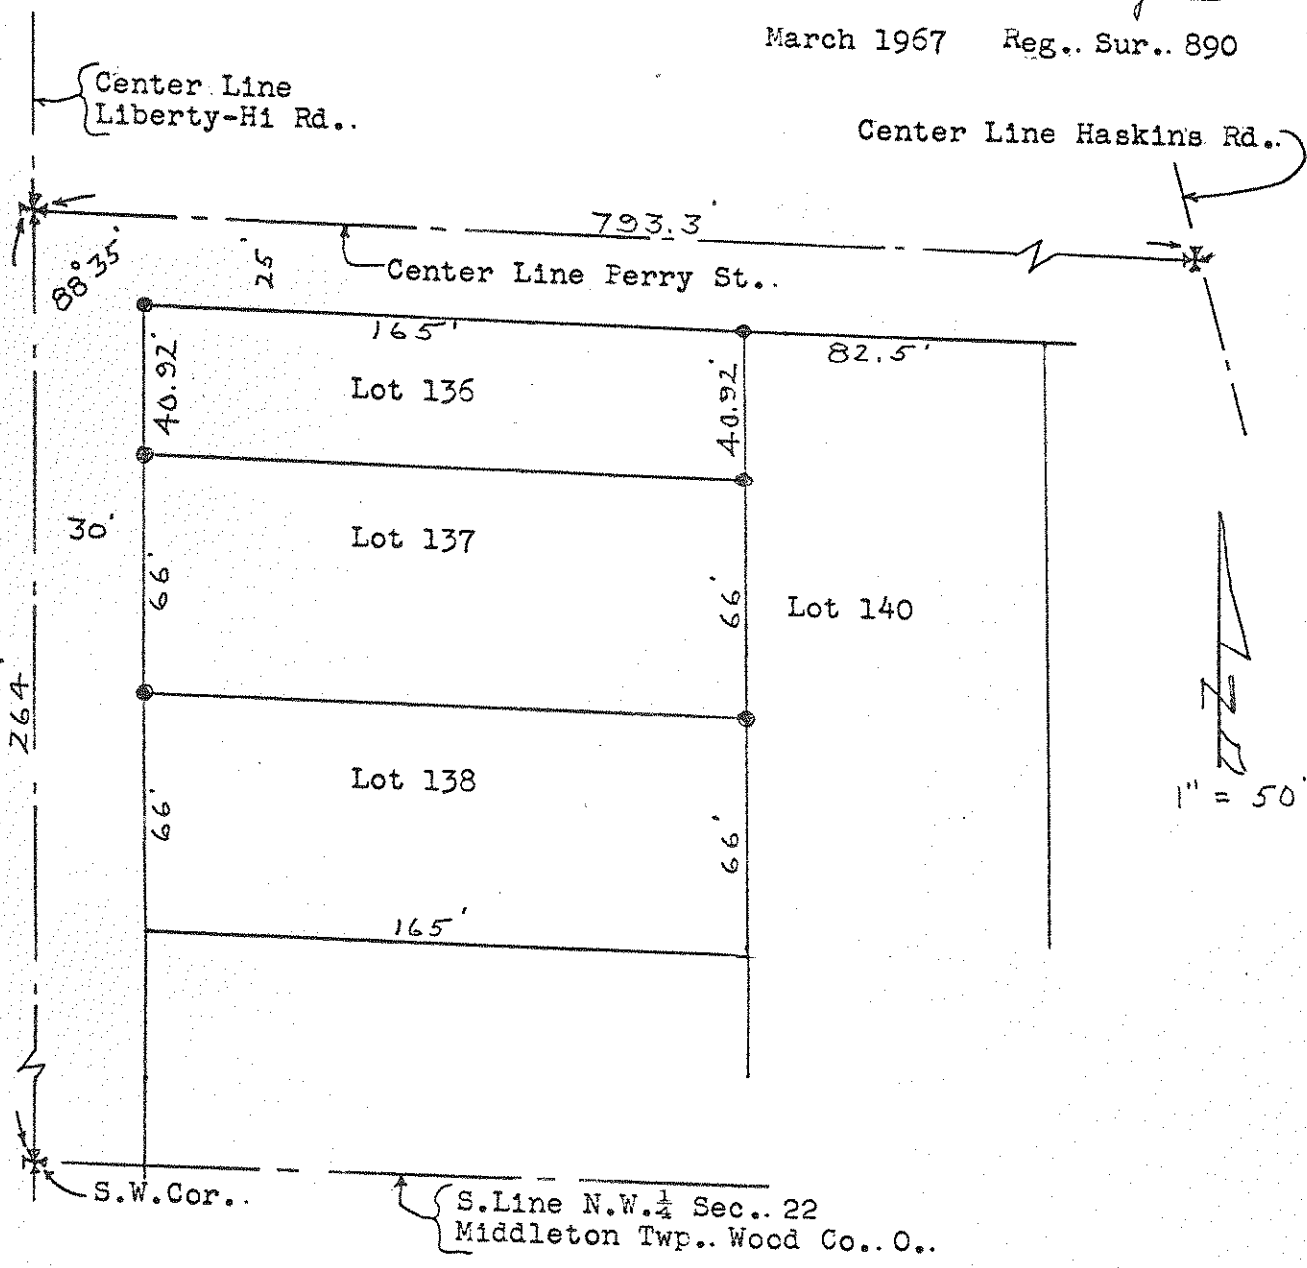 March 1967 Reg.. Sur.. 890
Center Line
Liberty-Hi Rd..
Center Line Haskins Rd..
793.3'
88°35'
25'
Center Line Perry St..
165'
82.5'
40.92'
Lot 136
40.92'
30'
Lot 137
66'
66'
Lot 140
264'
Lot 138
66'
66'
1" = 50'
165'
S.W.Cor..
S.Line N.W.¼ Sec.. 22
Middleton Twp.. Wood Co.. O..